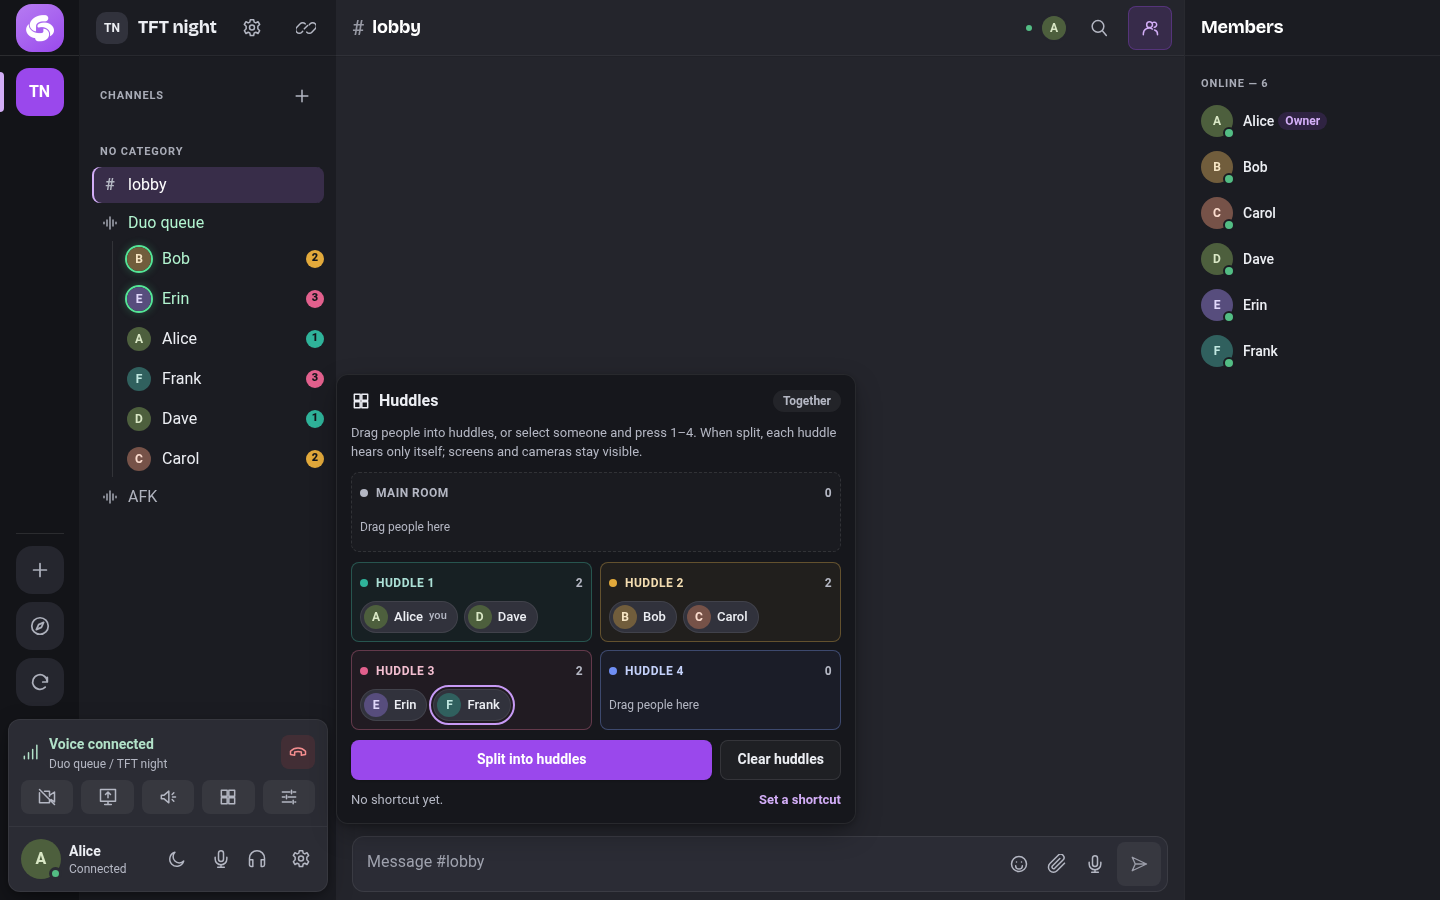 TN
TN
TFT night
CHANNELS
NO CATEGORY
# lobby
Duo queue
B Bob 2
E Erin 3
A Alice 1
F Frank 3
D Dave 1
C Carol 2
AFK
Voice connected
Duo queue / TFT night
A Alice
Connected
# lobby
A
Huddles
Together
Drag people into huddles, or select someone and press 1–4. When split, each huddle
hears only itself; screens and cameras stay visible.
MAIN ROOM 0
Drag people here
HUDDLE 1 2
A Alice you D Dave
HUDDLE 2 2
B Bob C Carol
HUDDLE 3 2
E Erin F Frank
HUDDLE 4 0
Drag people here
Split into huddles
Clear huddles
No shortcut yet.
Set a shortcut
Message #lobby
Members
ONLINE — 6
A Alice Owner
B Bob
C Carol
D Dave
E Erin
F Frank